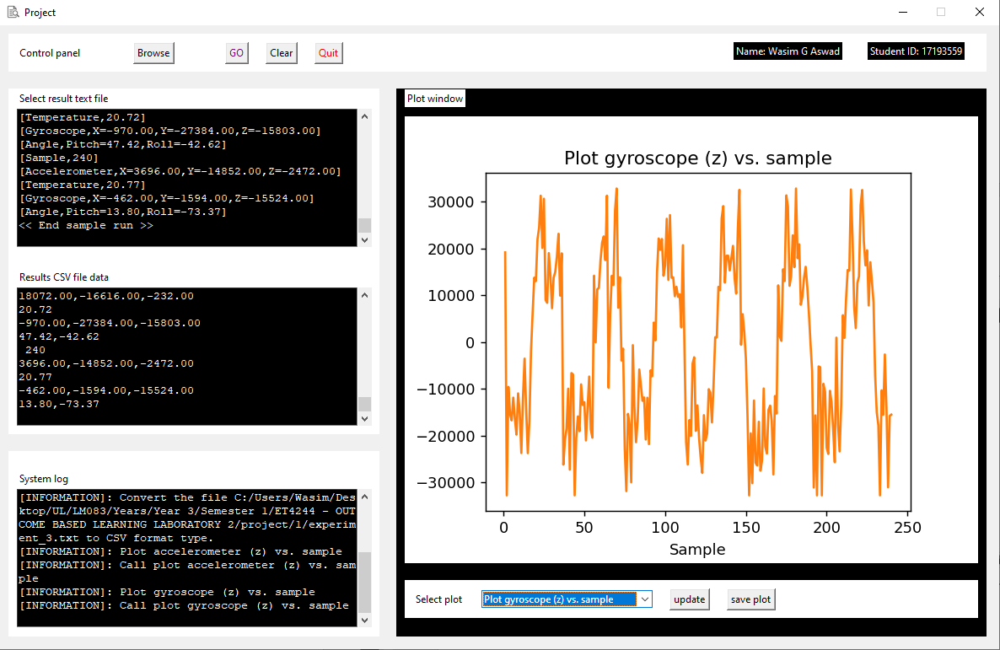 Project
Control panel Browse GO Clear Quit Name: Wasim G Aswad Student ID: 17193559
Select result text file
[Temperature,20.72]
[Gyroscope,X=-970.00,Y=-27384.00,Z=-15803.00]
[Angle,Pitch=47.42,Roll=-42.62]
[Sample,240]
[Accelerometer,X=3696.00,Y=-14852.00,Z=-2472.00]
[Temperature,20.77]
[Gyroscope,X=-462.00,Y=-1594.00,Z=-15524.00]
[Angle,Pitch=13.80,Roll=-73.37]
<< End sample run >>
Results CSV file data
18072.00,-16616.00,-232.00
20.72
-970.00,-27384.00,-15803.00
47.42,-42.62
240
3696.00,-14852.00,-2472.00
20.77
-462.00,-1594.00,-15524.00
13.80,-73.37
System log
[INFORMATION]: Convert the file C:/Users/Wasim/Des
ktop/UL/LM083/Years/Year 3/Semester 1/ET4244 - OUT
COME BASED LEARNING LABORATORY 2/project/1/experim
ent_3.txt to CSV format type.
[INFORMATION]: Plot accelerometer (z) vs. sample
[INFORMATION]: Call plot accelerometer (z) vs. sam
ple
[INFORMATION]: Plot gyroscope (z) vs. sample
[INFORMATION]: Call plot gyroscope (z) vs. sample
Plot window
Plot gyroscope (z) vs. sample
30000
20000
10000
0
−10000
−20000
−30000
0 50 100 150 200 250
Sample
Select plot Plot gyroscope (z) vs. sample update save plot